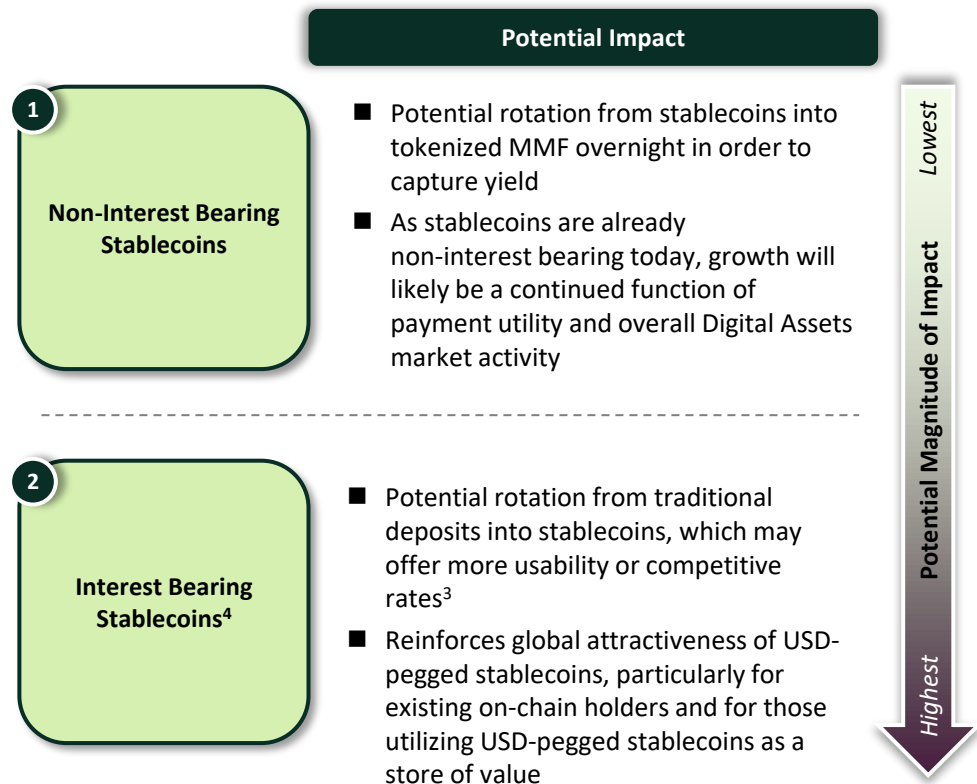 Potential Impact
1
Non-Interest Bearing
Stablecoins
■ Potential rotation from stablecoins into
tokenized MMF overnight in order to
capture yield
■ As stablecoins are already
non-interest bearing today, growth will
likely be a continued function of
payment utility and overall Digital Assets
market activity
2
Interest Bearing
Stablecoins⁴
■ Potential rotation from traditional
deposits into stablecoins, which may
offer more usability or competitive
rates³
■ Reinforces global attractiveness of USD-
pegged stablecoins, particularly for
existing on-chain holders and for those
utilizing USD-pegged stablecoins as a
store of value
Lowest
Potential Magnitude of Impact
Highest